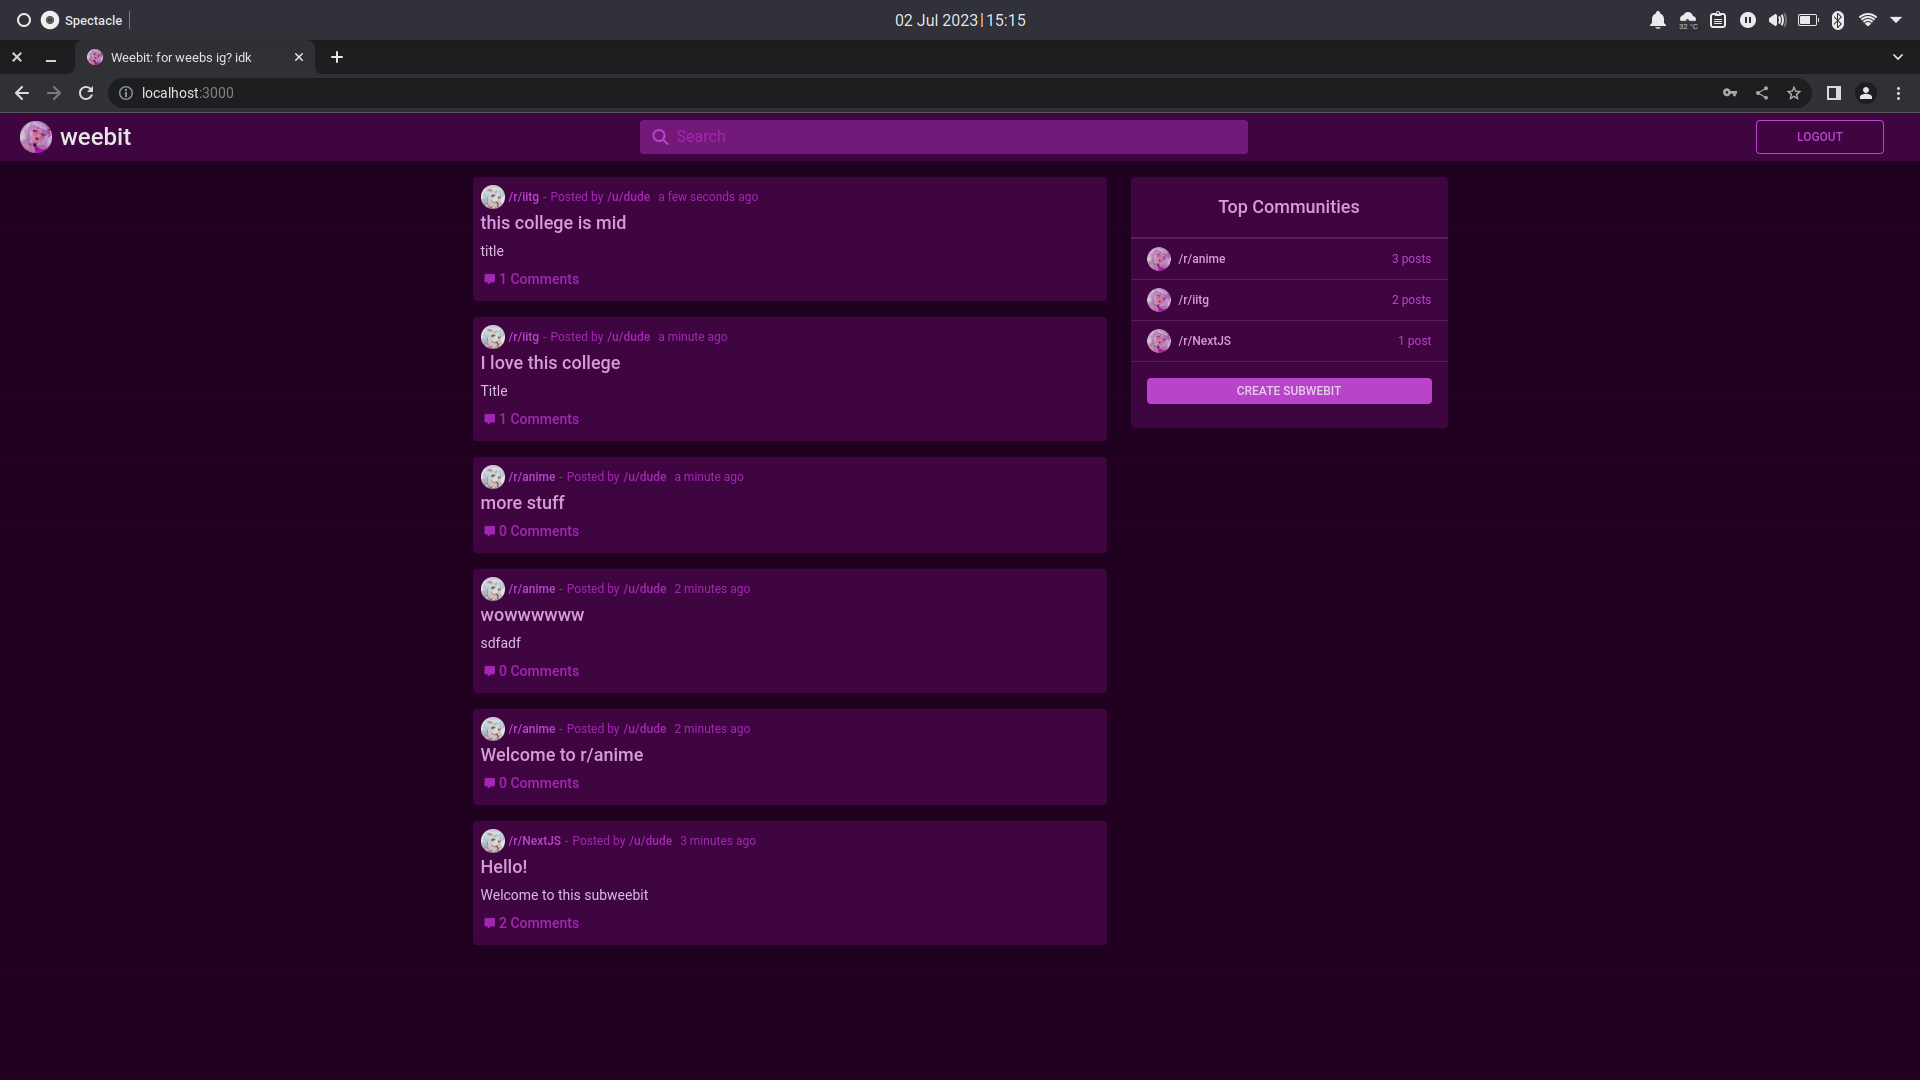 Spectacle
02 Jul 2023|15:15
32 °C
Weebit: for weebs ig? idk
localhost:3000
weebit
Search
LOGOUT
/r/iitg - Posted by /u/dude a few seconds ago
this college is mid
title
1 Comments
/r/iitg - Posted by /u/dude a minute ago
I love this college
Title
1 Comments
/r/anime - Posted by /u/dude a minute ago
more stuff
0 Comments
/r/anime - Posted by /u/dude 2 minutes ago
wowwwwww
sdfadf
0 Comments
/r/anime - Posted by /u/dude 2 minutes ago
Welcome to r/anime
0 Comments
/r/NextJS - Posted by /u/dude 3 minutes ago
Hello!
Welcome to this subweebit
2 Comments
Top Communities
/r/anime 3 posts
/r/iitg 2 posts
/r/NextJS 1 post
CREATE SUBWEBIT